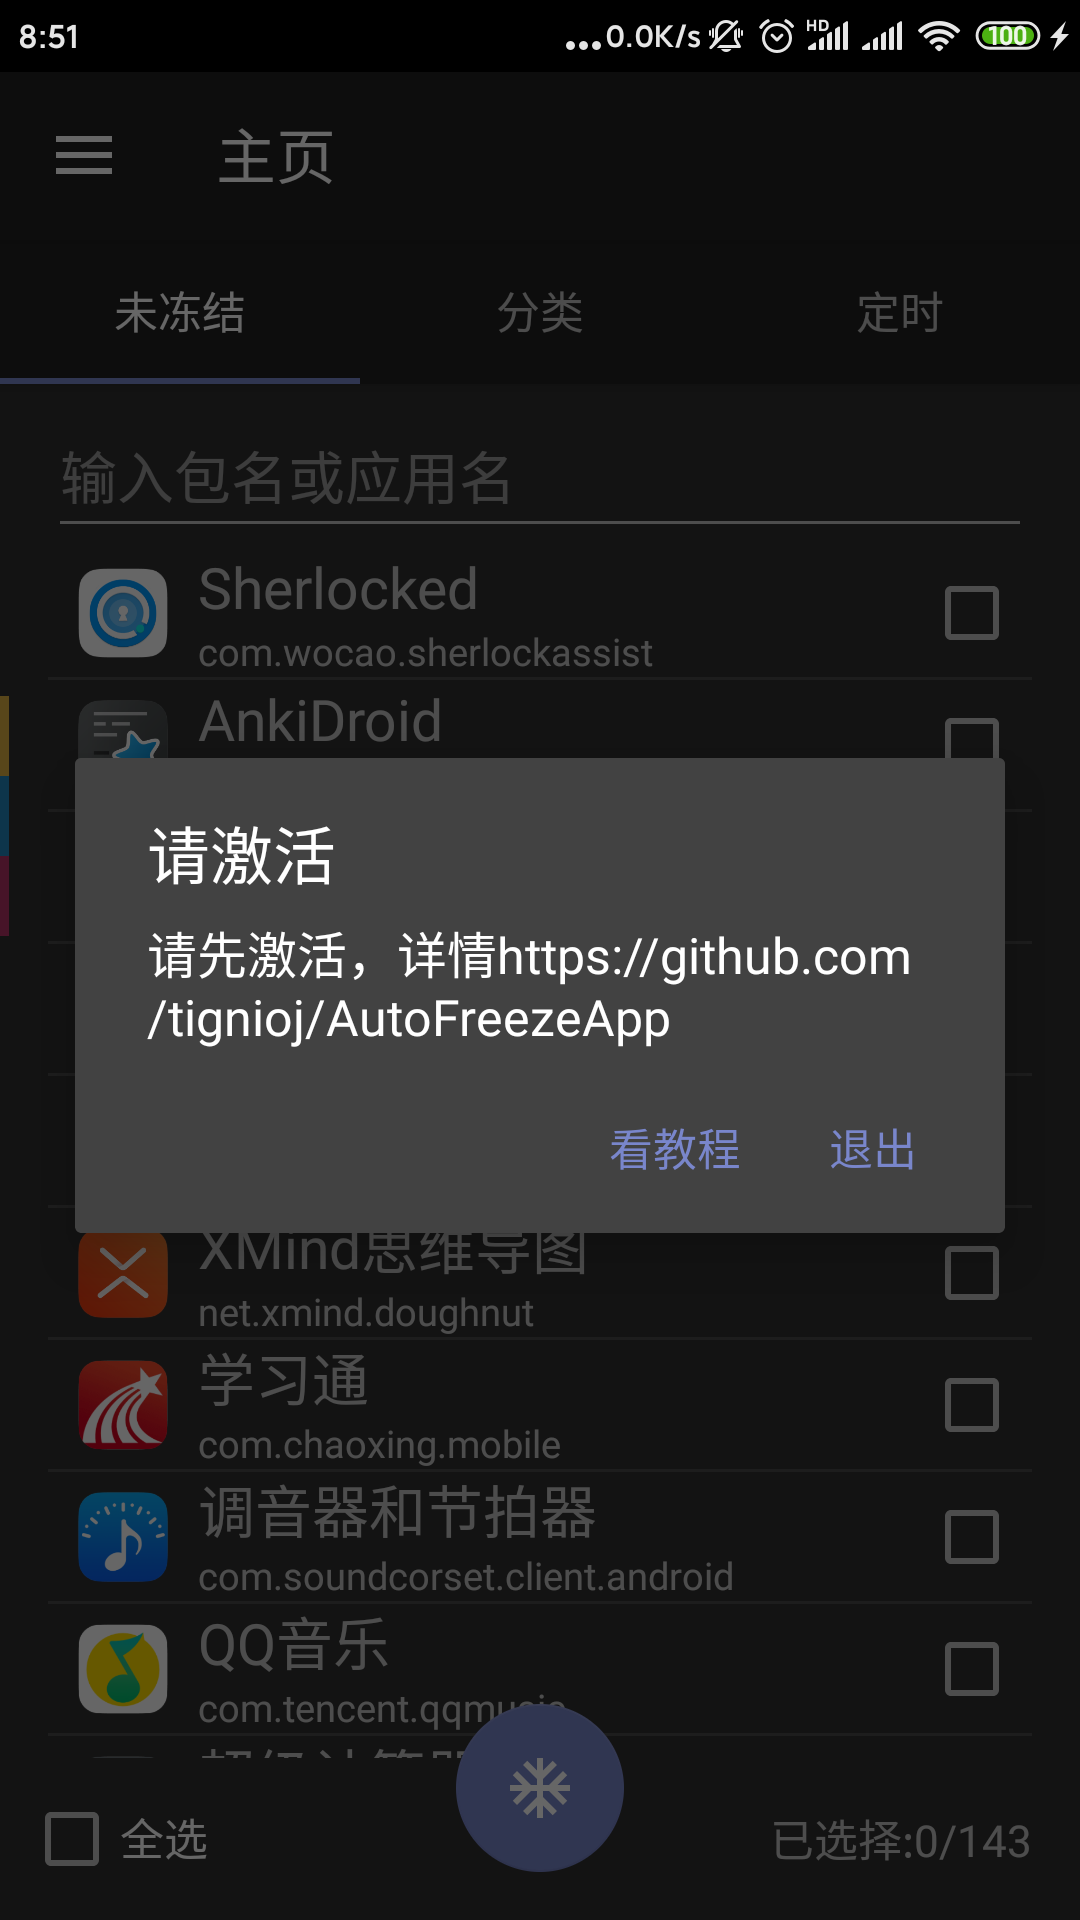 8:51
...0.0K/s
HD
100
主页
未冻结
分类
定时
输入包名或应用名
Sherlocked
com.wocao.sherlockassist
AnkiDroid
请激活
请先激活，详情https://github.com
/tignioj/AutoFreezeApp
看教程
退出
XMind思维导图
net.xmind.doughnut
学习通
com.chaoxing.mobile
调音器和节拍器
com.soundcorset.client.android
QQ音乐
com.tencent.qqmusic
全选
已选择:0/143